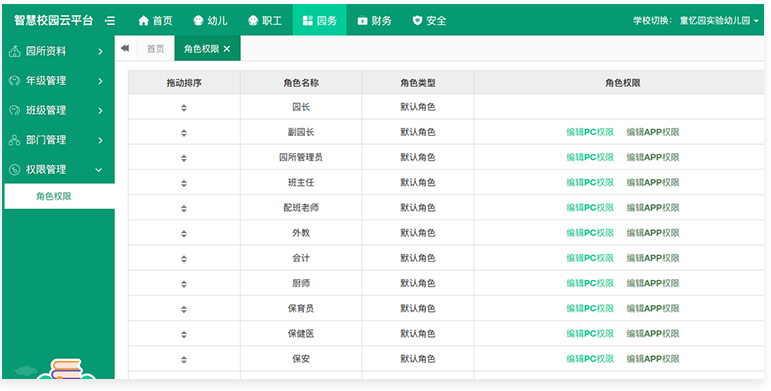 智慧校园云平台 首页 幼儿 职工 园务 财务 安全 学校切换: 童忆园实验幼儿园
园所资料
年级管理
班级管理
部门管理
权限管理
角色权限
首页 角色权限
拖动排序 角色名称 角色类型 角色权限
园长 默认角色
副园长 默认角色 编辑PC权限 编辑APP权限
园所管理员 默认角色 编辑PC权限 编辑APP权限
班主任 默认角色 编辑PC权限 编辑APP权限
配班老师 默认角色 编辑PC权限 编辑APP权限
外教 默认角色 编辑PC权限 编辑APP权限
会计 默认角色 编辑PC权限 编辑APP权限
厨师 默认角色 编辑PC权限 编辑APP权限
保育员 默认角色 编辑PC权限 编辑APP权限
保健医 默认角色 编辑PC权限 编辑APP权限
保安 默认角色 编辑PC权限 编辑APP权限